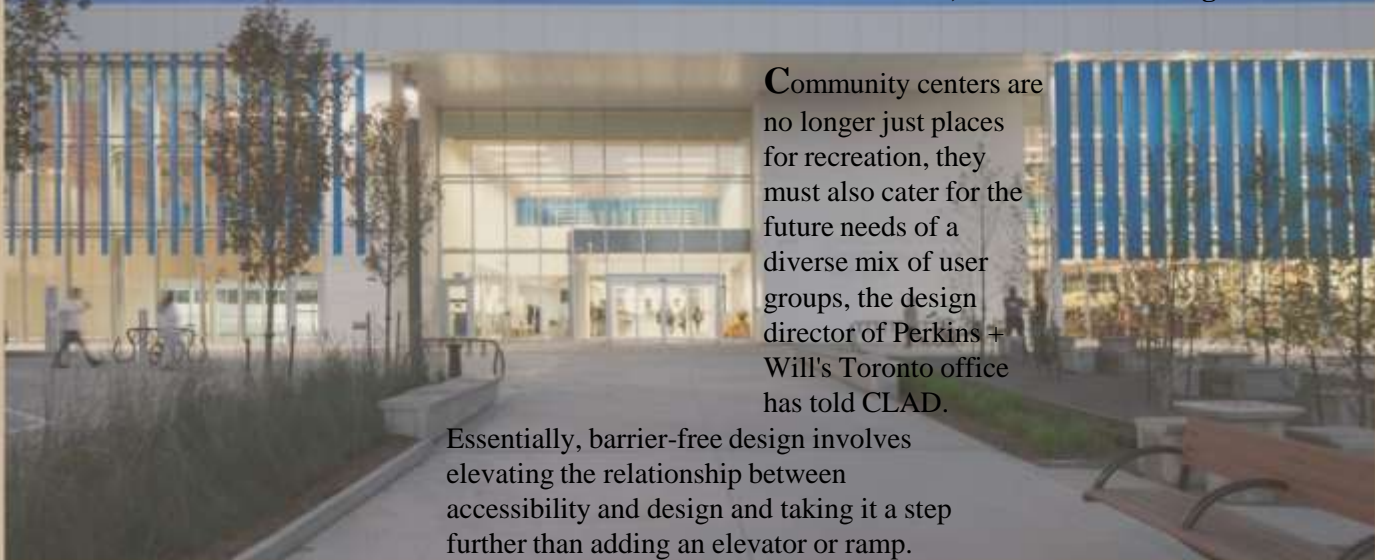 Community centers are
no longer just places
for recreation, they
must also cater for the
future needs of a
diverse mix of user
groups, the design
director of Perkins +
Will's Toronto office
has told CLAD.
Essentially, barrier-free design involves
elevating the relationship between
accessibility and design and taking it a step
further than adding an elevator or ramp.